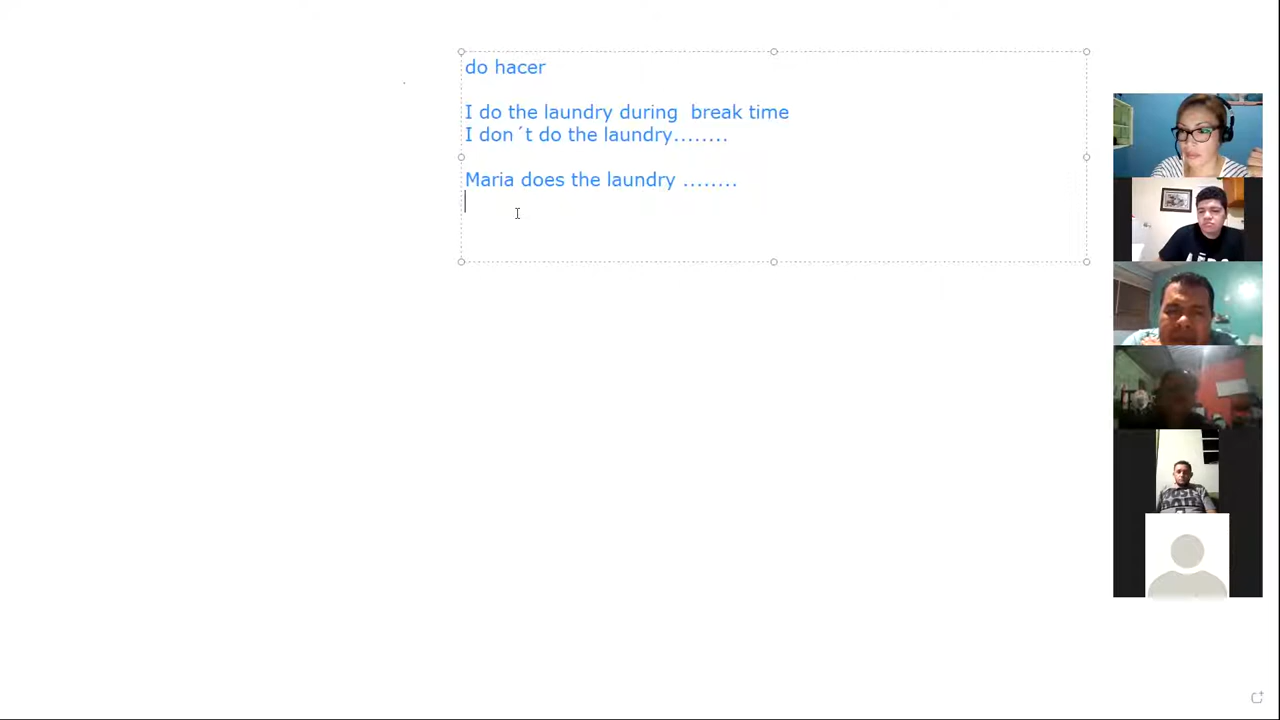 do hacer
I do the laundry during  break time
I don´t do the laundry........
Maria does the laundry ........